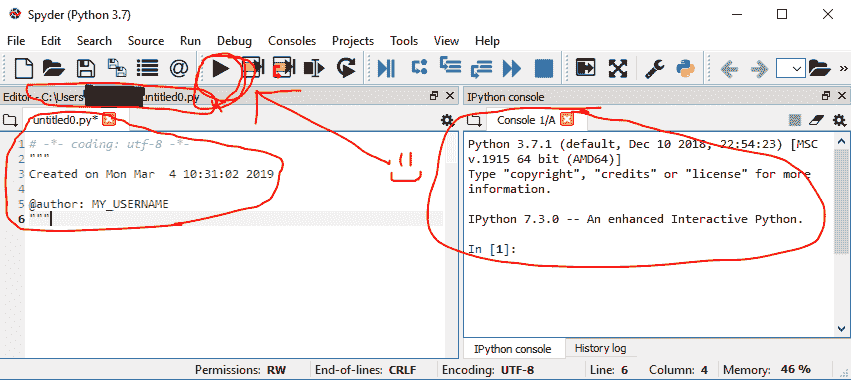 Spyder (Python 3.7)
File Edit Search Source Run Debug Consoles Projects Tools View Help
Editor - C:\Users\ untitled0.py
untitled0.py*
1 # -*- coding: utf-8 -*-
2 """
3 Created on Mon Mar  4 10:31:02 2019
4
5 @author: MY_USERNAME
6 """
IPython console
Console 1/A
Python 3.7.1 (default, Dec 10 2018, 22:54:23) [MSC
v.1915 64 bit (AMD64)]
Type "copyright", "credits" or "license" for more
information.
IPython 7.3.0 -- An enhanced Interactive Python.
In [1]:
IPython console History log
Permissions: RW End-of-lines: CRLF Encoding: UTF-8 Line: 6 Column: 4 Memory: 46 %